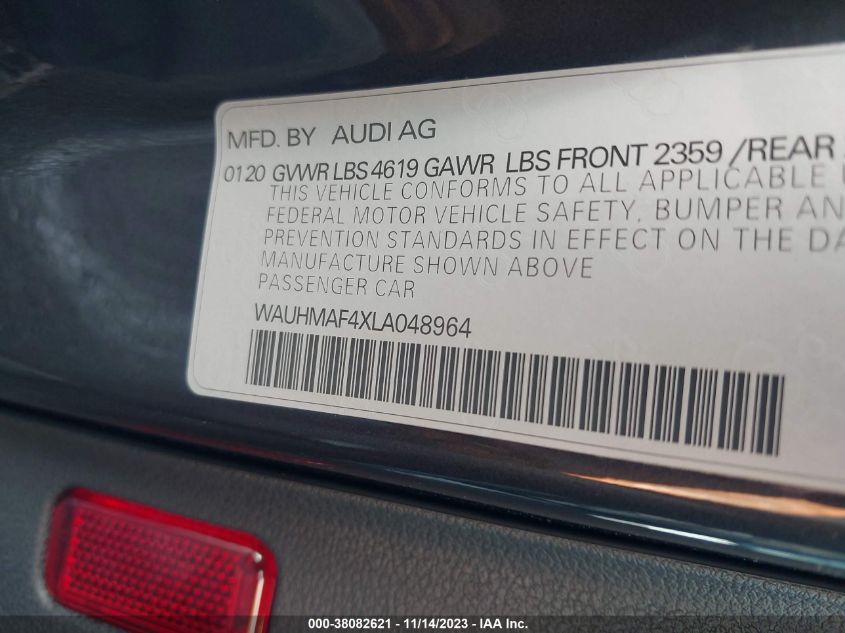 MFD. BY AUDI AG
0120 GVWR LBS 4619 GAWR LBS FRONT 2359 /REAR
THIS VEHICLE CONFORMS TO ALL APPLICABLE
FEDERAL MOTOR VEHICLE SAFETY, BUMPER
PREVENTION STANDARDS IN EFFECT ON THE
MANUFACTURE SHOWN ABOVE
PASSENGER CAR
WAUHMAF4XLA048964
000-38082621 - 11/14/2023 - IAA Inc.